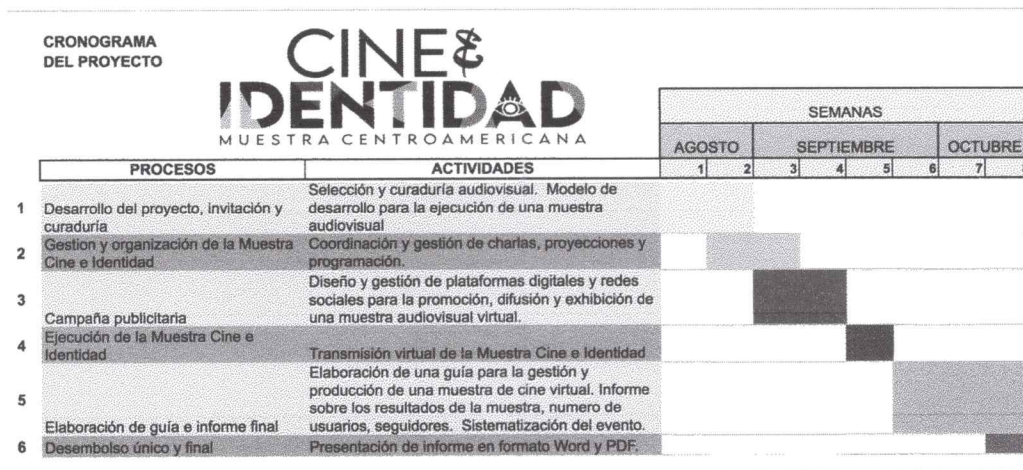 CRONOGRAMA
DEL PROYECTO
CINE&
IDENTIDAD
MUESTRA CENTROAMERICANA
SEMANAS
AGOSTO SEPTIEMBRE OCTUBRE
PROCESOS ACTIVIDADES 1 2 3 4 5 6 7
1 Desarrollo del proyecto, invitación y
curaduría
Selección y curaduría audiovisual. Modelo de
desarrollo para la ejecución de una muestra
audiovisual
2 Gestion y organización de la Muestra
Cine e Identidad
Coordinación y gestión de charlas, proyecciones y
programación.
3 Campaña publicitaria
Diseño y gestión de plataformas digitales y redes
sociales para la promoción, difusión y exhibición de
una muestra audiovisual virtual.
4 Ejecución de la Muestra Cine e
Identidad
Transmisión virtual de la Muestra Cine e Identidad
5 Elaboración de guía e informe final
Elaboración de una guía para la gestión y
producción de una muestra de cine virtual. Informe
sobre los resultados de la muestra, numero de
usuarios, seguidores. Sistematización del evento.
6 Desembolso único y final
Presentación de informe en formato Word y PDF.